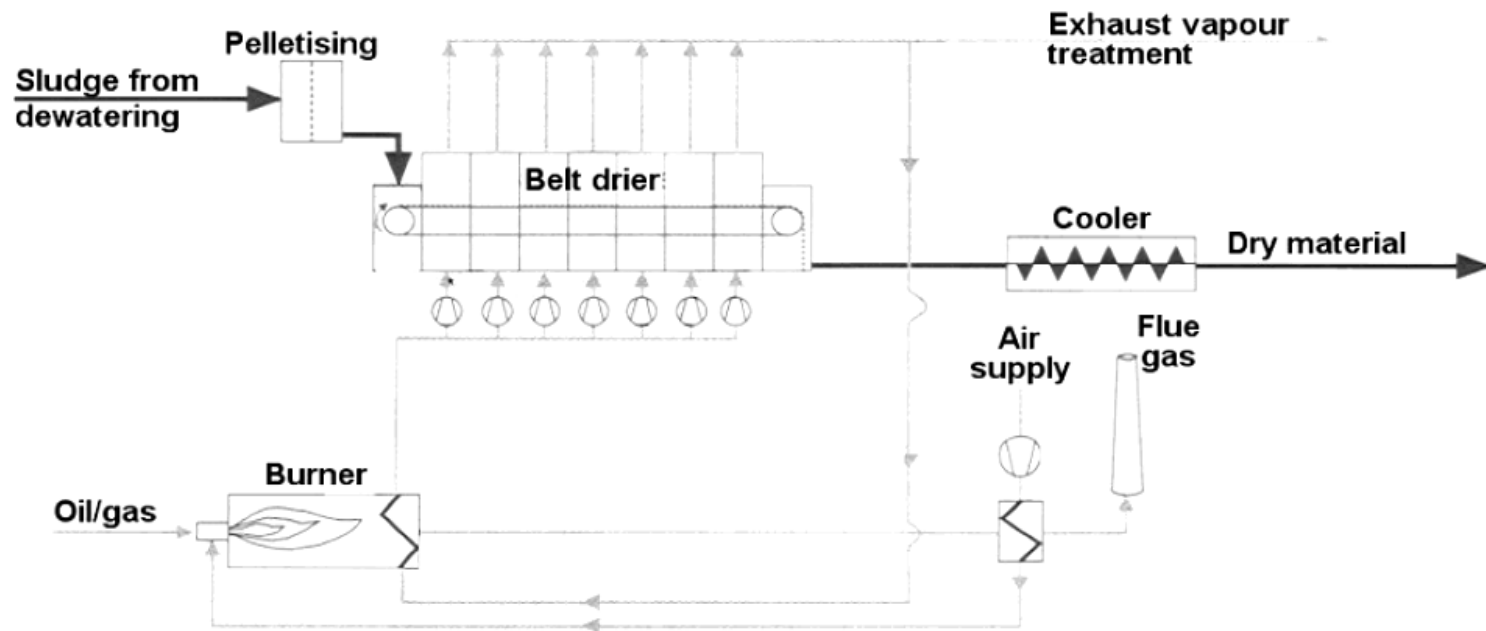 Pelletising
Exhaust vapour
treatment
Sludge from
dewatering
Belt drier
Cooler
Dry material
Air
supply
Flue
gas
Burner
Oil/gas